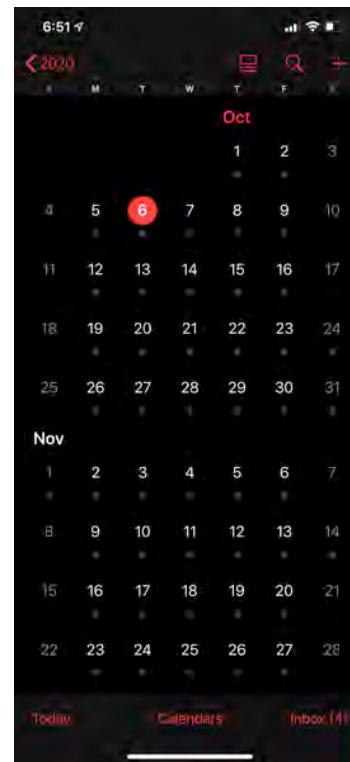 6:51
2020
M T W T F
Oct
1 2 3
4 5 6 7 8 9 10
11 12 13 14 15 16 17
18 19 20 21 22 23 24
25 26 27 28 29 30 31
Nov
1 2 3 4 5 6 7
8 9 10 11 12 13 14
15 16 17 18 19 20 21
22 23 24 25 26 27 28
Today Calendars Inbox (4)